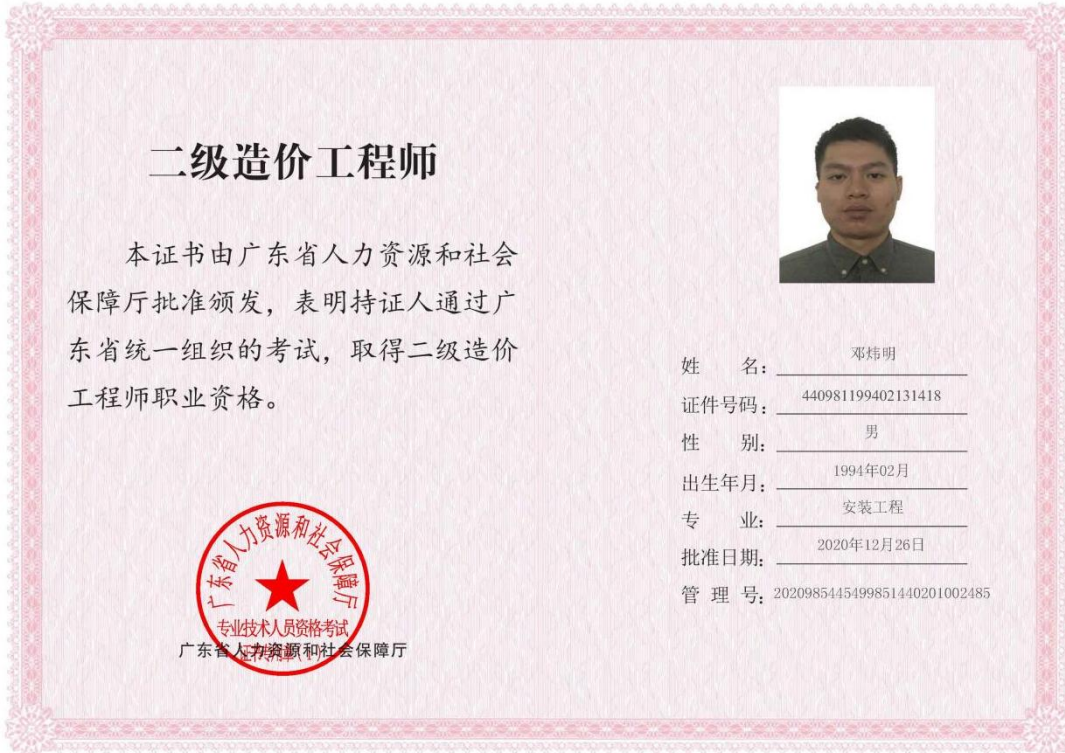 二级造价工程师
本证书由广东省人力资源和社会
保障厅批准颁发，表明持证人通过广
东省统一组织的考试，取得二级造价
工程师职业资格。
姓 名：邓炜明
证件号码：440981199402131418
性 别：男
出生年月：1994年02月
专 业：安装工程
批准日期：2020年12月26日
管 理 号：20209854454999851440201002485
广东省人力资源和社会保障厅
专业技术人员资格考试
广东省人力资源和社会保障厅